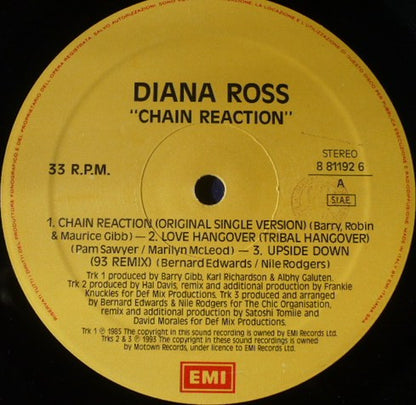 DIANA ROSS
"CHAIN REACTION"
33 R.P.M.
STEREO
8 81192 6
A
S.I.A.E.
1. CHAIN REACTION (ORIGINAL SINGLE VERSION) (Barry, Robin
& Maurice Gibb) — 2. LOVE HANGOVER (TRIBAL HANGOVER)
(Pam Sawyer / Marilyn McLeod) — 3. UPSIDE DOWN
(93 REMIX) ( Bernard Edwards / Nile Rodgers)
Trk 1 produced by Barry Gibb, Karl Richardson & Albhy Galuten.
Trk 2 produced by Hal Davis, remix and additional production by Frankie
Knuckles for Def Mix Productions. Trk 3 produced and arranged
by Bernard Edwards & Nile Rodgers for The Chic Organisation,
remix and additional production by Satoshi Tomiie and
David Morales for Def Mix Productions.
Trk 1 ℗ 1985 The copyright in this sound recording is owned by EMI Records Ltd.
Trks 2 & 3 ℗ 1993 The copyright in these sound recordings is owned by
Motown Records, under licence to EMI Records Ltd.
EMI